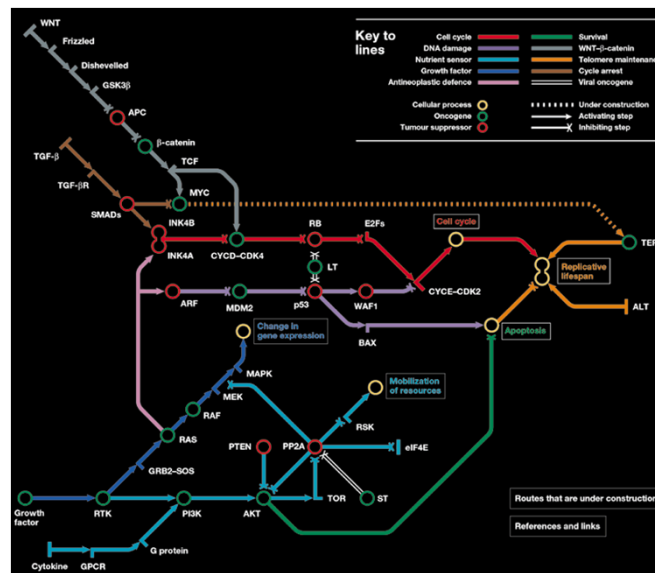 WNT
Frizzled
Dishevelled
GSK3β
APC
β-catenin
TCF
MYC
TGF-β
TGF-βR
SMADs
INK4B
INK4A
Key to
lines
Cell cycle
DNA damage
Nutrient sensor
Growth factor
Antineoplastic defence
Survival
WNT–β-catenin
Telomere maintenanc
Cycle arrest
Viral oncogene
Cellular process
Oncogene
Tumour suppressor
Under construction
Activating step
Inhibiting step
CYCD–CDK4
RB
E2Fs
Cell cycle
TER
Replicative
lifespan
LT
CYCE–CDK2
ARF
MDM2
p53
WAF1
BAX
Apoptosis
ALT
Change in
gene expression
MAPK
MEK
RAF
RAS
GRB2–SOS
Mobilization
of resources
RSK
PTEN
PP2A
eIF4E
Growth
factor
RTK
PI3K
AKT
TOR
ST
Cytokine
GPCR
G protein
Routes that are under construction
References and links